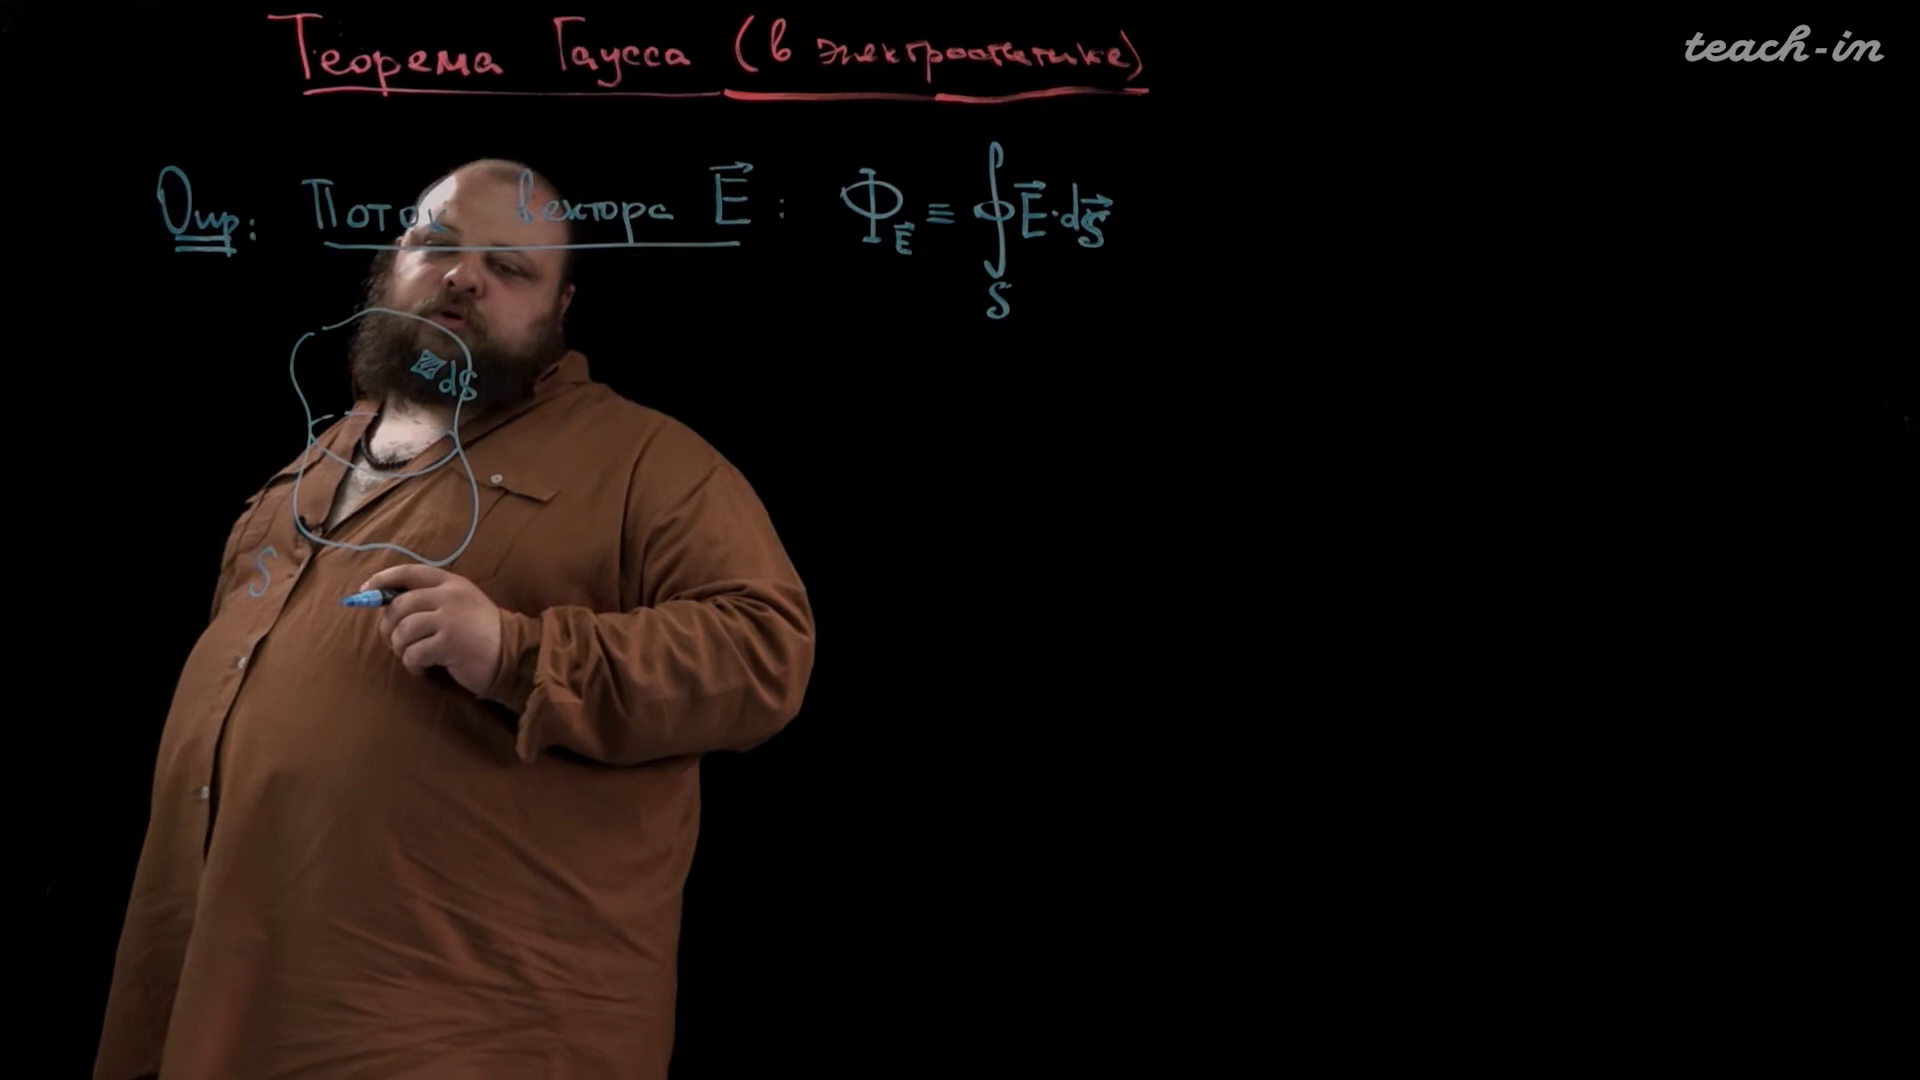 teach-in
Теорема Гаусса (в электростатике)
Опр: Поток вектора E⃗ : Φ_E⃗ ≡ ∮_S E⃗·dS⃗
dS
S